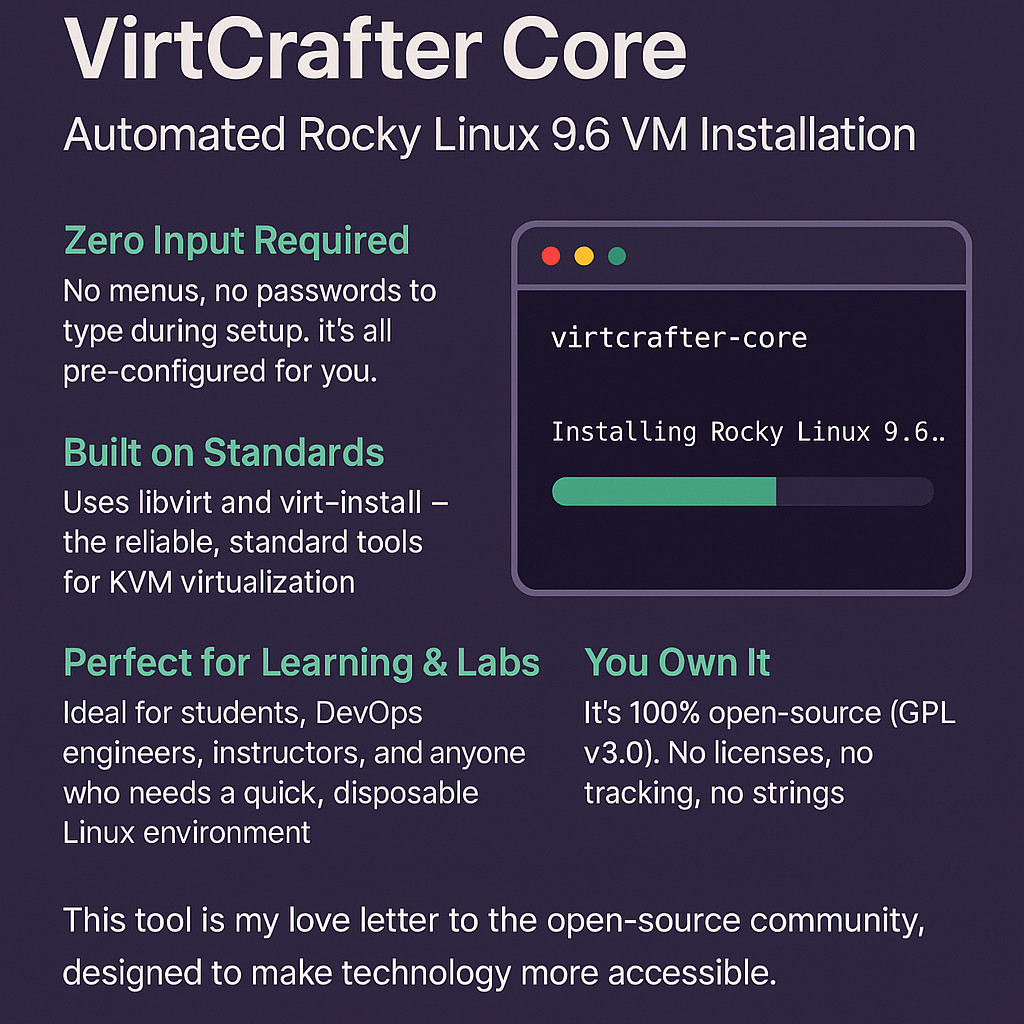 VirtCrafter Core
Automated Rocky Linux 9.6 VM Installation
Zero Input Required
No menus, no passwords to
type during setup. it's all
pre-configured for you.
Built on Standards
Uses libvirt and virt–install –
the reliable, standard tools
for KVM virtualization
virtcrafter-core
Installing Rocky Linux 9.6..
Perfect for Learning & Labs
Ideal for students, DevOps
engineers, instructors, and anyone
who needs a quick, disposable
Linux environment
You Own It
It's 100% open-source (GPL
v3.0). No licenses, no
tracking, no strings
This tool is my love letter to the open-source community,
designed to make technology more accessible.